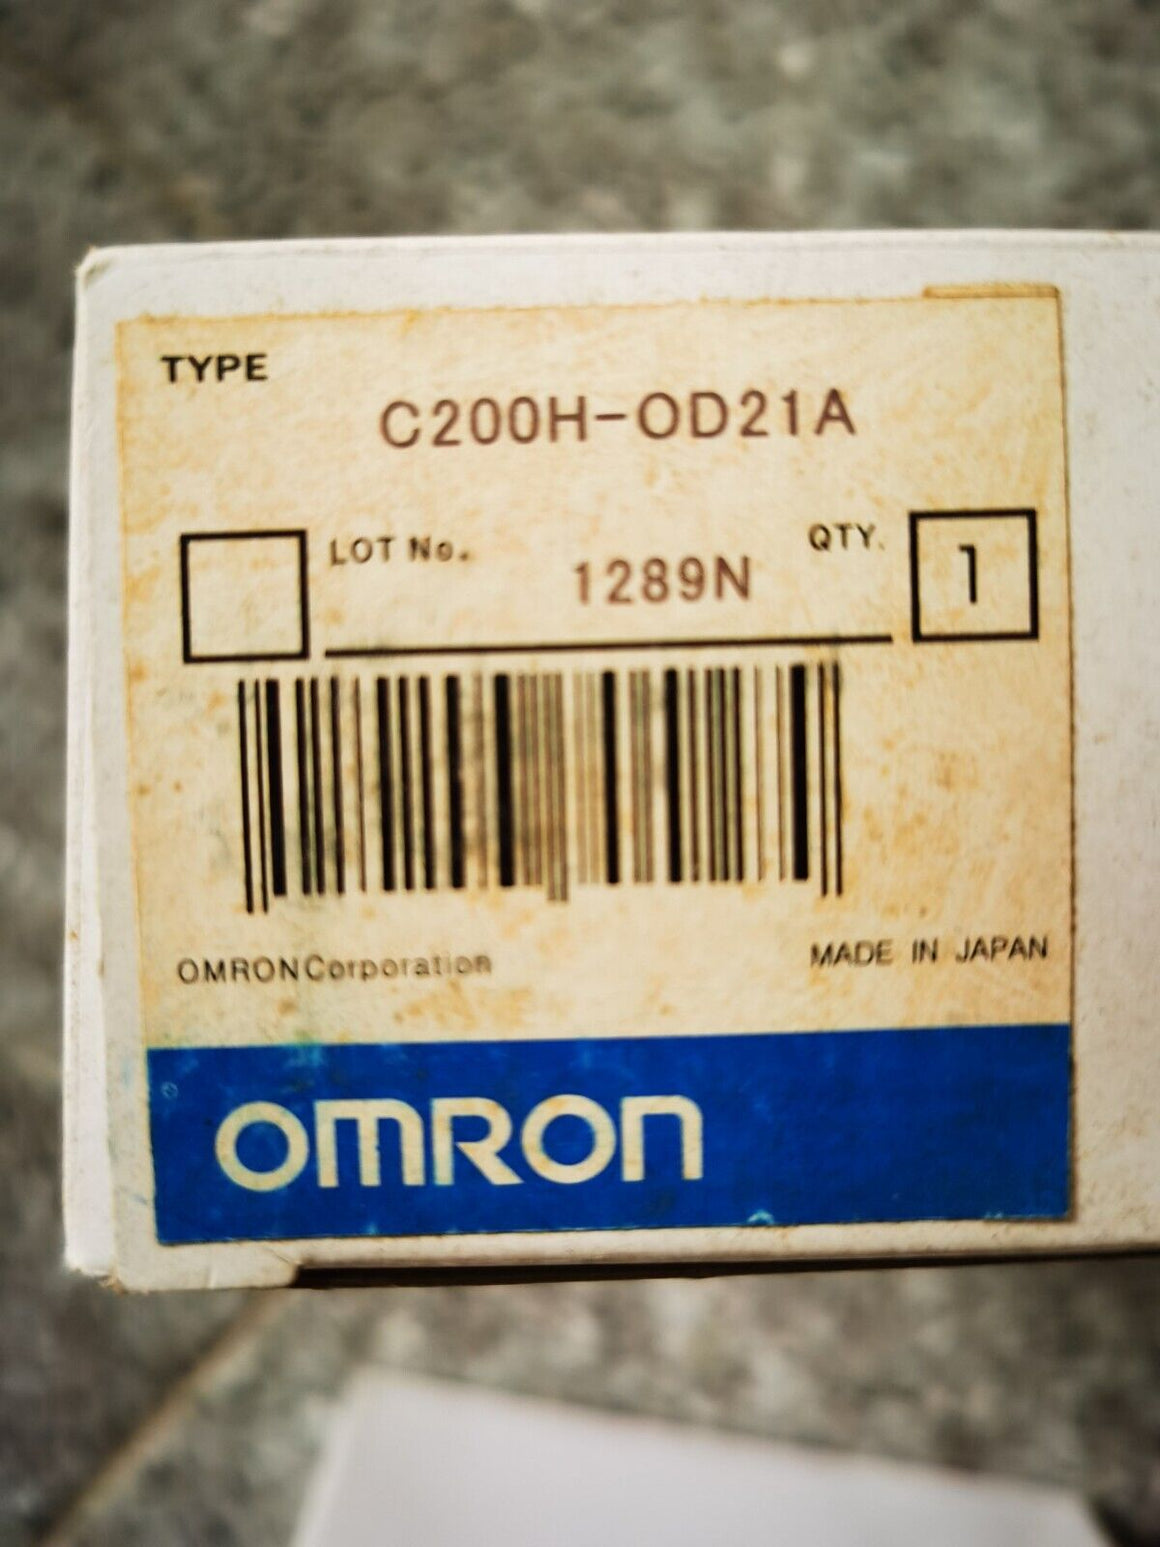 TYPE
C200H-OD21A
LOT No. 1289N QTY. 1
OMRON Corporation MADE IN JAPAN
OMRON